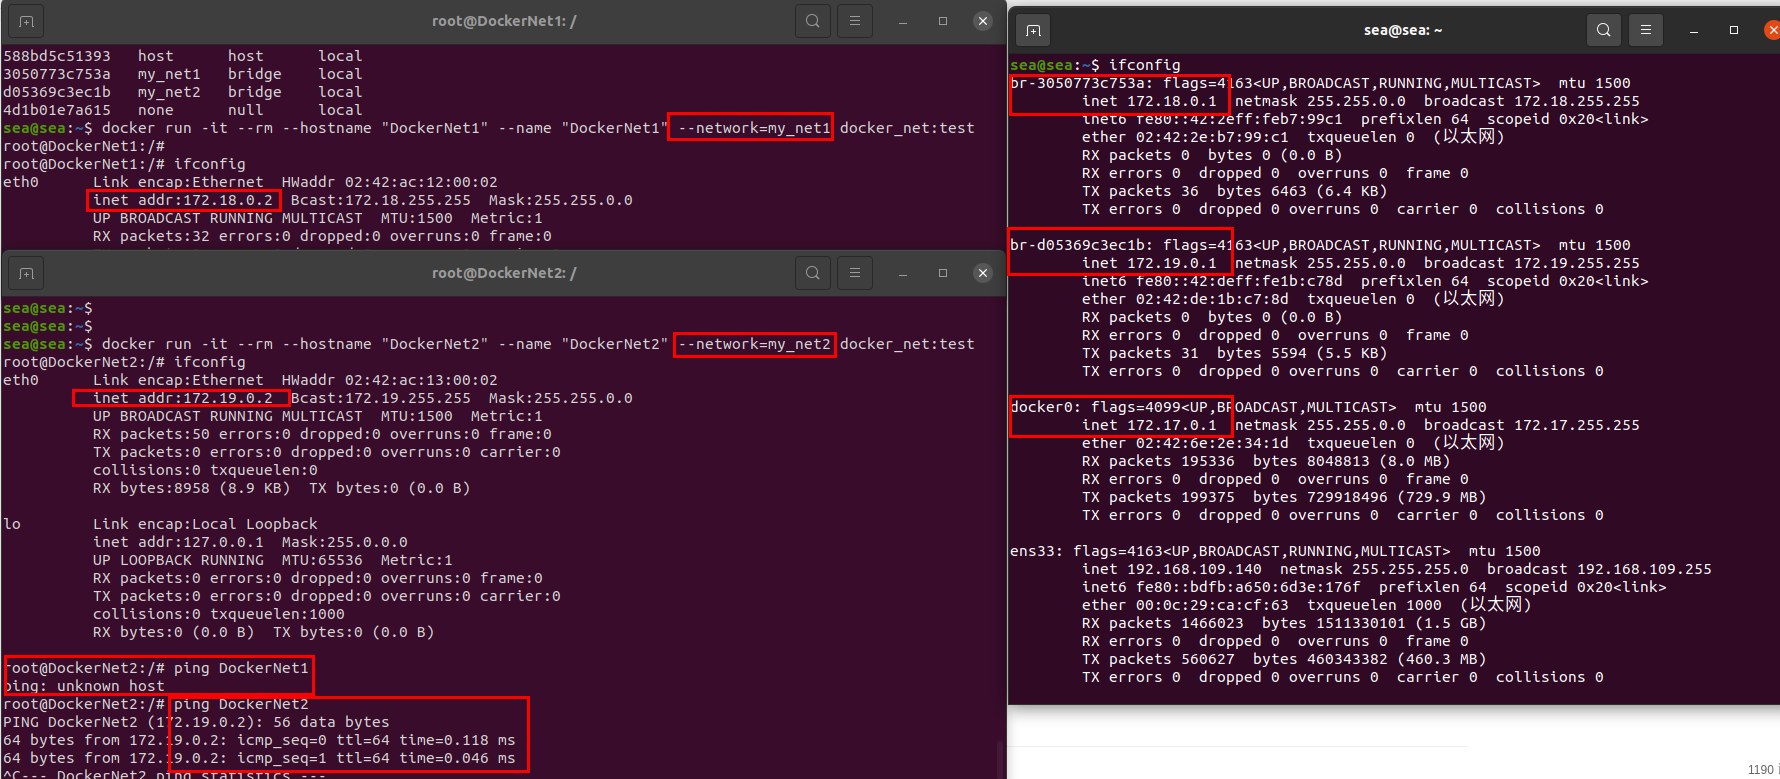 root@DockerNet1: /
588bd5c51393   host      host      local
3050773c753a   my_net1   bridge    local
d05369c3ec1b   my_net2   bridge    local
4d1b01e7a615   none      null      local
sea@sea:~$ docker run -it --rm --hostname "DockerNet1" --name "DockerNet1" --network=my_net1 docker_net:test
root@DockerNet1:/#
root@DockerNet1:/# ifconfig
eth0      Link encap:Ethernet  HWaddr 02:42:ac:12:00:02
          inet addr:172.18.0.2  Bcast:172.18.255.255  Mask:255.255.0.0
          UP BROADCAST RUNNING MULTICAST  MTU:1500  Metric:1
          RX packets:32 errors:0 dropped:0 overruns:0 frame:0
root@DockerNet2: /
sea@sea:~$
sea@sea:~$
sea@sea:~$ docker run -it --rm --hostname "DockerNet2" --name "DockerNet2" --network=my_net2 docker_net:test
root@DockerNet2:/# ifconfig
eth0      Link encap:Ethernet  HWaddr 02:42:ac:13:00:02
          inet addr:172.19.0.2  Bcast:172.19.255.255  Mask:255.255.0.0
          UP BROADCAST RUNNING MULTICAST  MTU:1500  Metric:1
          RX packets:50 errors:0 dropped:0 overruns:0 frame:0
          TX packets:0 errors:0 dropped:0 overruns:0 carrier:0
          collisions:0 txqueuelen:0
          RX bytes:8958 (8.9 KB)  TX bytes:0 (0.0 B)
lo        Link encap:Local Loopback
          inet addr:127.0.0.1  Mask:255.0.0.0
          UP LOOPBACK RUNNING  MTU:65536  Metric:1
          RX packets:0 errors:0 dropped:0 overruns:0 frame:0
          TX packets:0 errors:0 dropped:0 overruns:0 carrier:0
          collisions:0 txqueuelen:1000
          RX bytes:0 (0.0 B)  TX bytes:0 (0.0 B)
root@DockerNet2:/# ping DockerNet1
ping: unknown host
root@DockerNet2:/# ping DockerNet2
PING DockerNet2 (172.19.0.2): 56 data bytes
64 bytes from 172.19.0.2: icmp_seq=0 ttl=64 time=0.118 ms
64 bytes from 172.19.0.2: icmp_seq=1 ttl=64 time=0.046 ms
^C--- DockerNet2 ping statistics ---
sea@sea: ~
sea@sea:~$ ifconfig
br-3050773c753a: flags=4163<UP,BROADCAST,RUNNING,MULTICAST>  mtu 1500
        inet 172.18.0.1  netmask 255.255.0.0  broadcast 172.18.255.255
        inet6 fe80::42:2eff:feb7:99c1  prefixlen 64  scopeid 0x20<link>
        ether 02:42:2e:b7:99:c1  txqueuelen 0  (以太网)
        RX packets 0  bytes 0 (0.0 B)
        RX errors 0  dropped 0  overruns 0  frame 0
        TX packets 36  bytes 6463 (6.4 KB)
        TX errors 0  dropped 0 overruns 0  carrier 0  collisions 0
br-d05369c3ec1b: flags=4163<UP,BROADCAST,RUNNING,MULTICAST>  mtu 1500
        inet 172.19.0.1  netmask 255.255.0.0  broadcast 172.19.255.255
        inet6 fe80::42:deff:fe1b:c78d  prefixlen 64  scopeid 0x20<link>
        ether 02:42:de:1b:c7:8d  txqueuelen 0  (以太网)
        RX packets 0  bytes 0 (0.0 B)
        RX errors 0  dropped 0  overruns 0  frame 0
        TX packets 31  bytes 5594 (5.5 KB)
        TX errors 0  dropped 0 overruns 0  carrier 0  collisions 0
docker0: flags=4099<UP,BROADCAST,MULTICAST>  mtu 1500
        inet 172.17.0.1  netmask 255.255.0.0  broadcast 172.17.255.255
        ether 02:42:6e:2e:34:1d  txqueuelen 0  (以太网)
        RX packets 195336  bytes 8048813 (8.0 MB)
        RX errors 0  dropped 0  overruns 0  frame 0
        TX packets 199375  bytes 729918496 (729.9 MB)
        TX errors 0  dropped 0 overruns 0  carrier 0  collisions 0
ens33: flags=4163<UP,BROADCAST,RUNNING,MULTICAST>  mtu 1500
        inet 192.168.109.140  netmask 255.255.255.0  broadcast 192.168.109.255
        inet6 fe80::bdfb:a650:6d3e:176f  prefixlen 64  scopeid 0x20<link>
        ether 00:0c:29:ca:cf:63  txqueuelen 1000  (以太网)
        RX packets 1466023  bytes 1511330101 (1.5 GB)
        RX errors 0  dropped 0  overruns 0  frame 0
        TX packets 560627  bytes 460343382 (460.3 MB)
        TX errors 0  dropped 0 overruns 0  carrier 0  collisions 0
1190